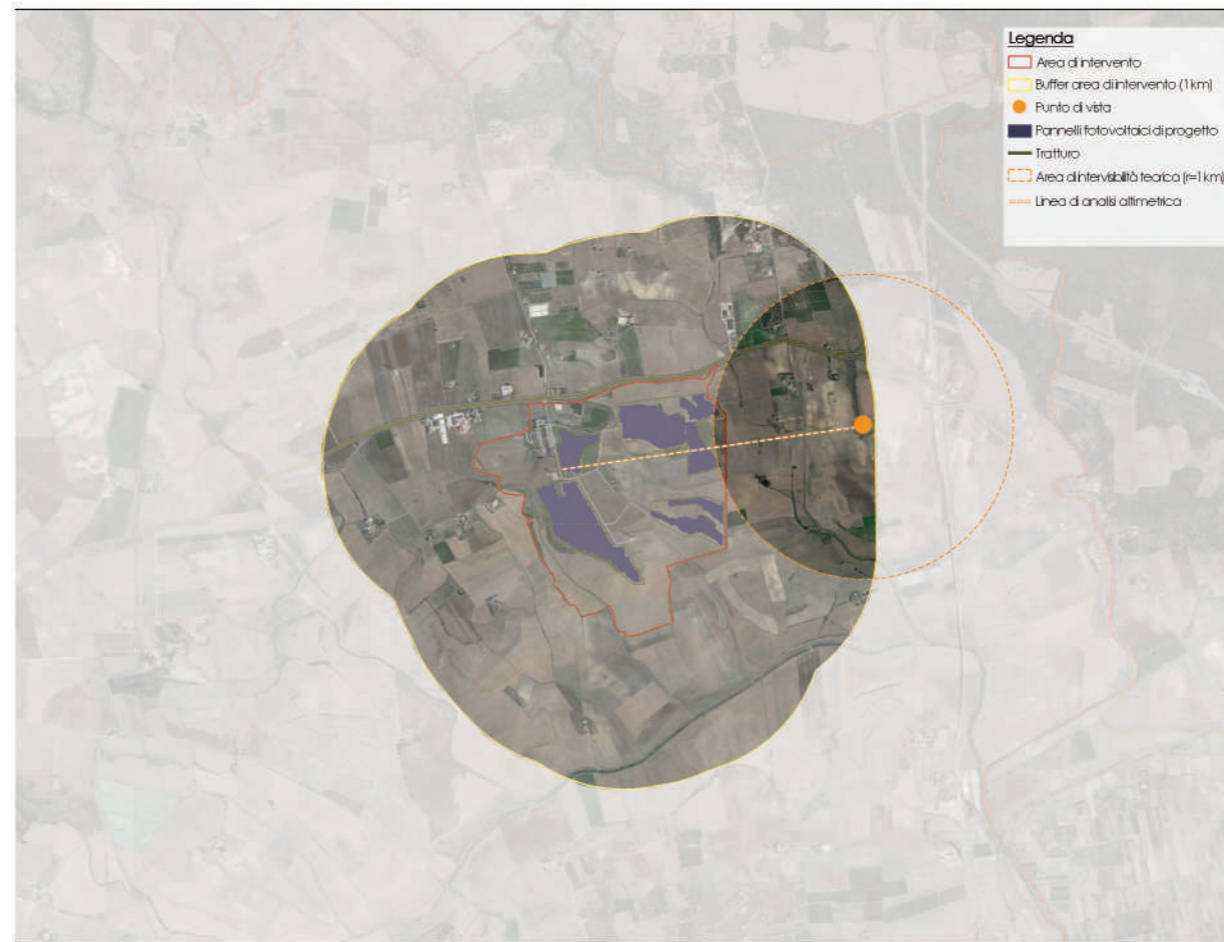 Legenda
Area di intervento
Buffer area di intervento (1 km)
Punto di vista
Pannelli fotovoltaici di progetto
Tratturo
Area di intervisibilità teorica (r=1 km)
Linea di analisi altimetrica